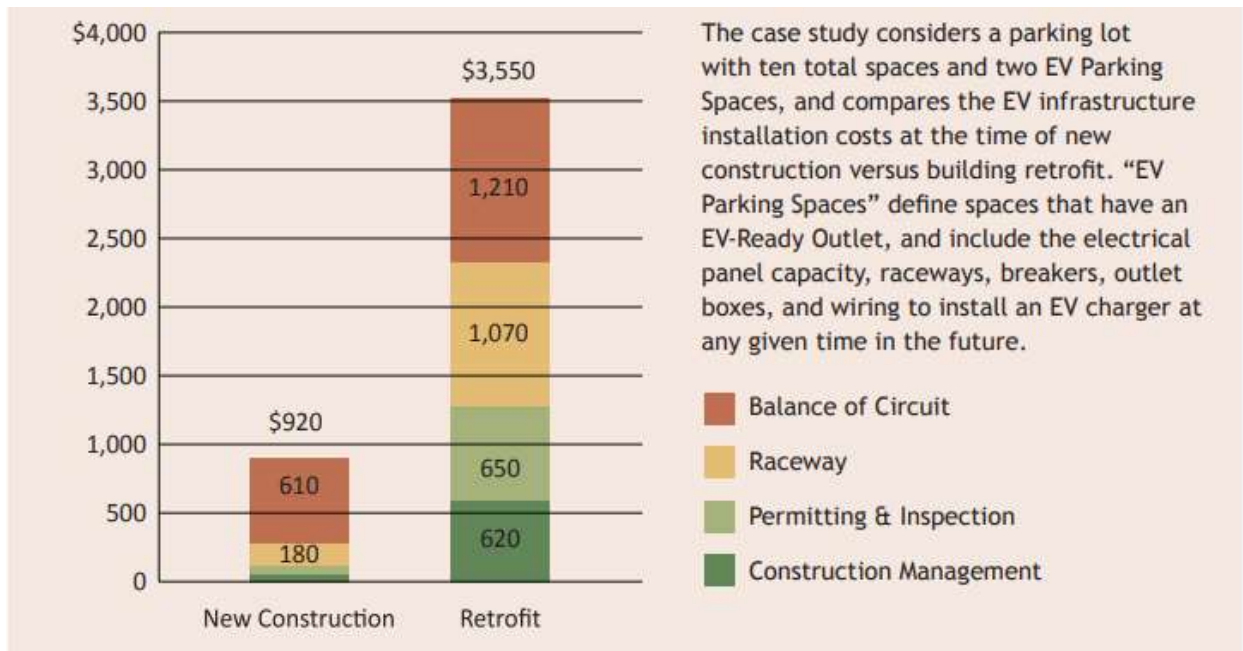 $4,000
3,500
3,000
2,500
2,000
1,500
1,000
500
0
$920
610
180
$3,550
1,210
1,070
650
620
New Construction
Retrofit
The case study considers a parking lot
with ten total spaces and two EV Parking
Spaces, and compares the EV infrastructure
installation costs at the time of new
construction versus building retrofit. “EV
Parking Spaces” define spaces that have an
EV-Ready Outlet, and include the electrical
panel capacity, raceways, breakers, outlet
boxes, and wiring to install an EV charger at
any given time in the future.
Balance of Circuit
Raceway
Permitting & Inspection
Construction Management